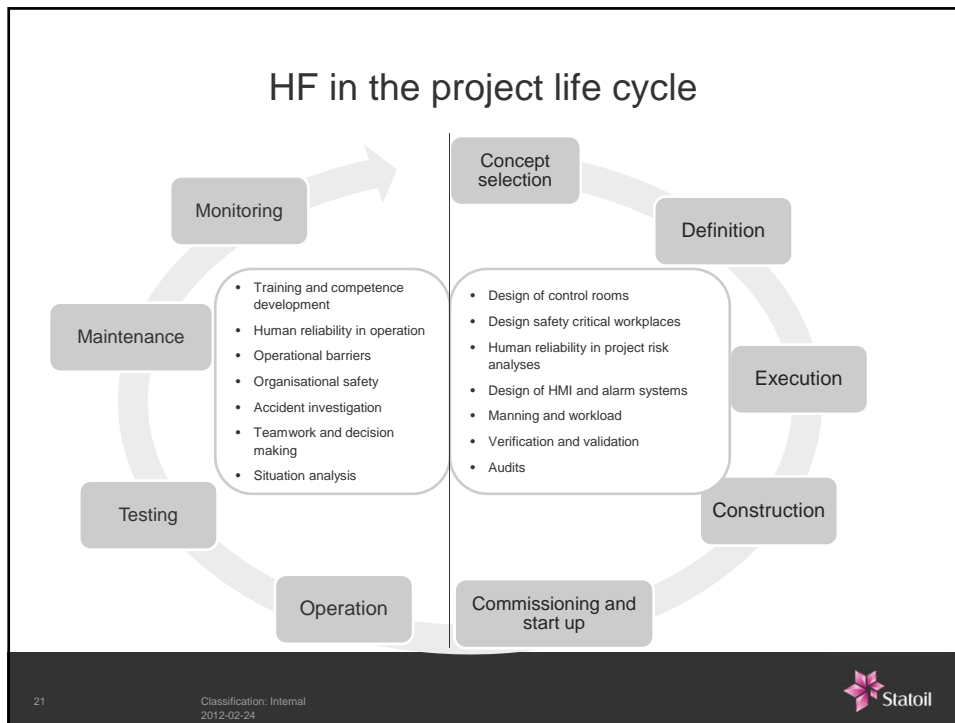 HF in the project life cycle
Concept
selection
Definition
Execution
Construction
Commissioning and
start up
Operation
Testing
Maintenance
Monitoring
• Training and competence
development
• Human reliability in operation
• Operational barriers
• Organisational safety
• Accident investigation
• Teamwork and decision
making
• Situation analysis
• Design of control rooms
• Design safety critical workplaces
• Human reliability in project risk
analyses
• Design of HMI and alarm systems
• Manning and workload
• Verification and validation
• Audits
21
Classification: Internal
2012-02-24
Statoil